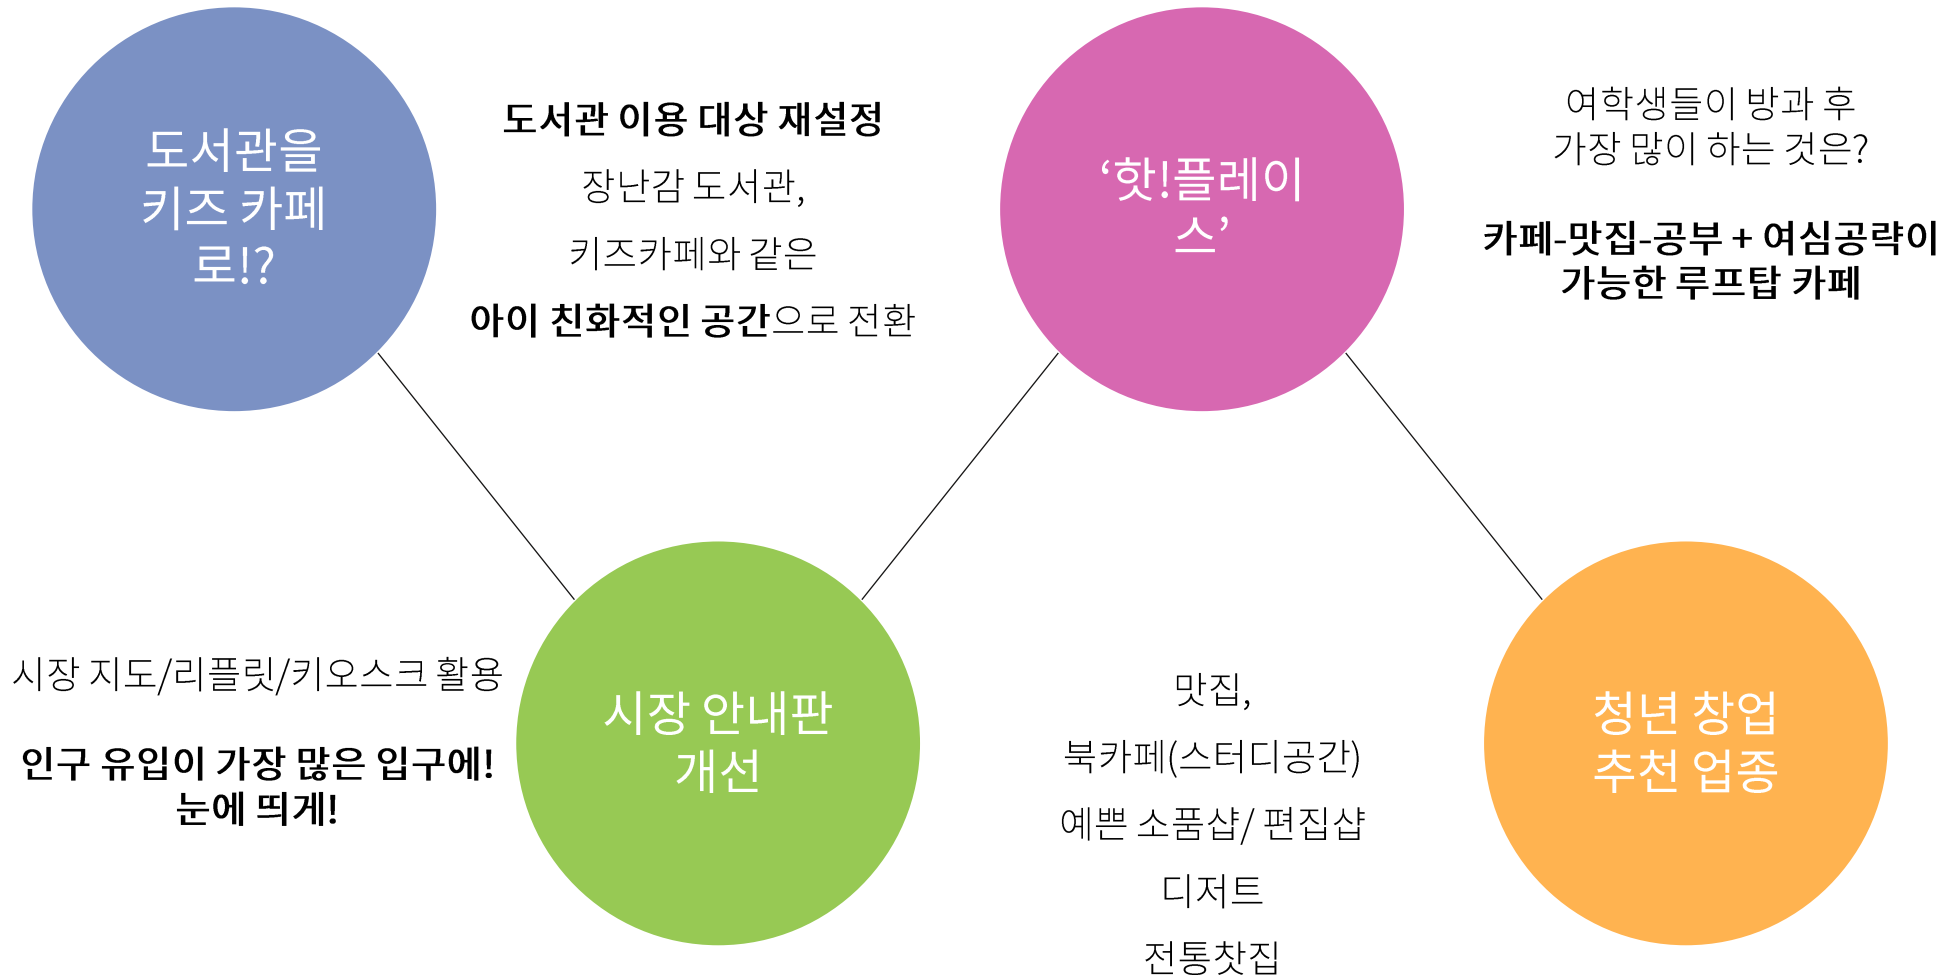 도서관을
키즈 카페
로!?
도서관 이용 대상 재설정
장난감 도서관,
키즈카페와 같은
아이 친화적인 공간으로 전환
‘핫!플레이
스’
여학생들이 방과 후
가장 많이 하는 것은?
카페-맛집-공부 + 여심공략이
가능한 루프탑 카페
시장 지도/리플릿/키오스크 활용
인구 유입이 가장 많은 입구에!
눈에 띄게!
시장 안내판
개선
맛집,
북카페(스터디공간)
예쁜 소품샵/ 편집샵
디저트
전통찻집
청년 창업
추천 업종